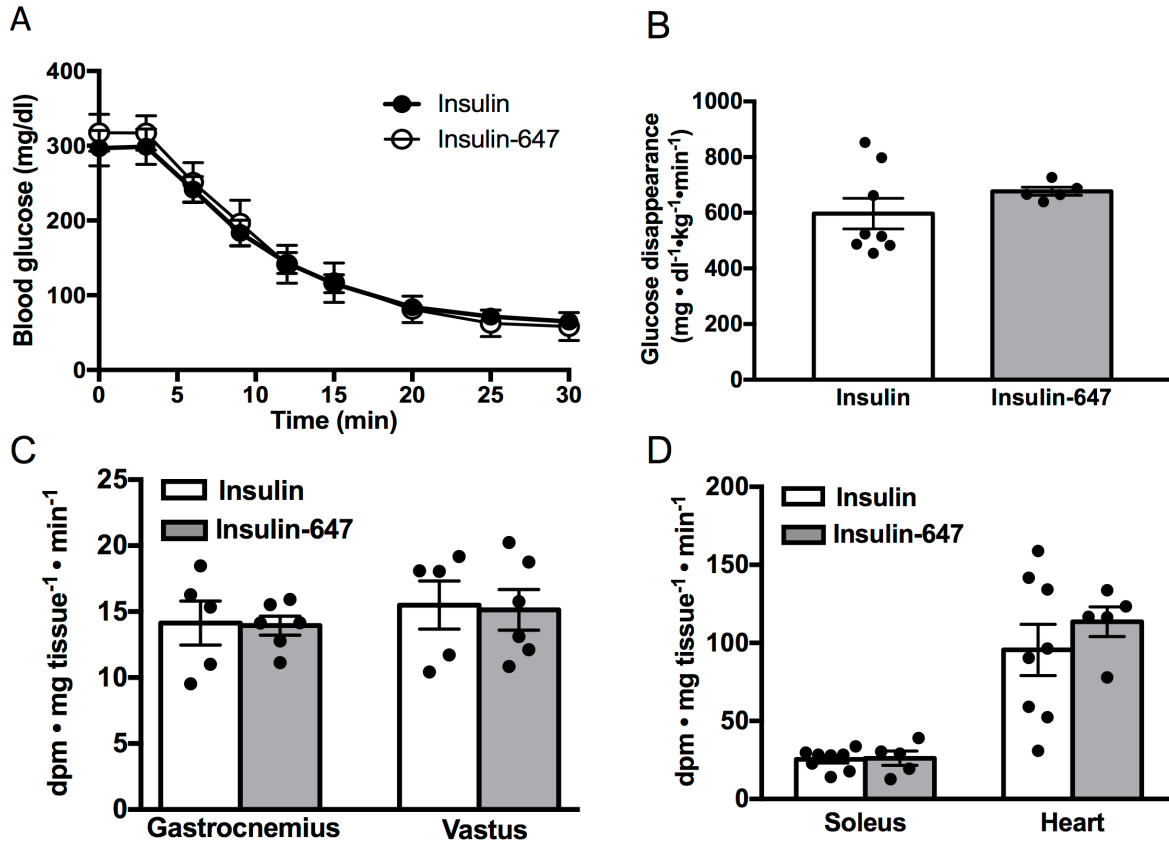 A
Blood glucose (mg/dl)
400
300
200
100
0
0 5 10 15 20 25 30
Time (min)
Insulin
Insulin-647
B
Glucose disappearance
(mg • dl⁻¹•kg⁻¹•min⁻¹)
1000
800
600
400
200
0
Insulin Insulin-647
C
dpm • mg tissue⁻¹ • min⁻¹
25
20
15
10
5
0
Insulin
Insulin-647
Gastrocnemius Vastus
D
dpm • mg tissue⁻¹ • min⁻¹
200
150
100
50
0
Insulin
Insulin-647
Soleus Heart